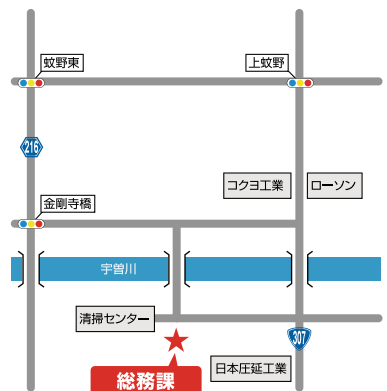 蚊野東
上蚊野
216
コクヨ工業
ローソン
金剛寺橋
宇曽川
清掃センター
307
日本圧延工業
総務課